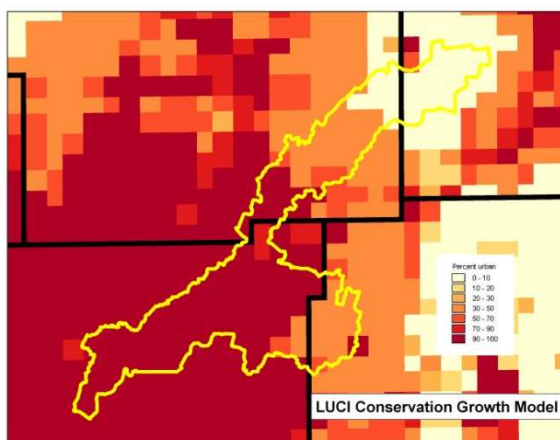 Percent urban
0 - 10
10 - 20
20 - 30
30 - 50
50 - 70
70 - 90
90 - 100
LUCI Conservation Growth Model